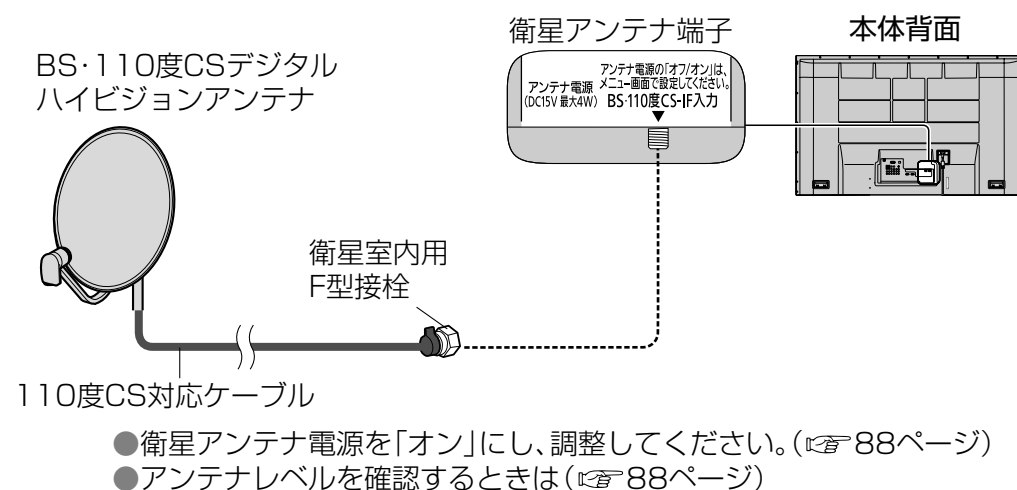 衛星アンテナ端子
本体背面
BS･110度CSデジタル
ハイビジョンアンテナ
アンテナ電源の｢オフ/オン｣は、
メニュー画面で設定してください。
アンテナ電源
(DC15V 最大4W)
BS･110度CS-IF入力
▼
衛星室内用
F型接栓
110度CS対応ケーブル
●衛星アンテナ電源を｢オン｣にし､調整してください。(☞88ページ)
●アンテナレベルを確認するときは(☞88ページ)